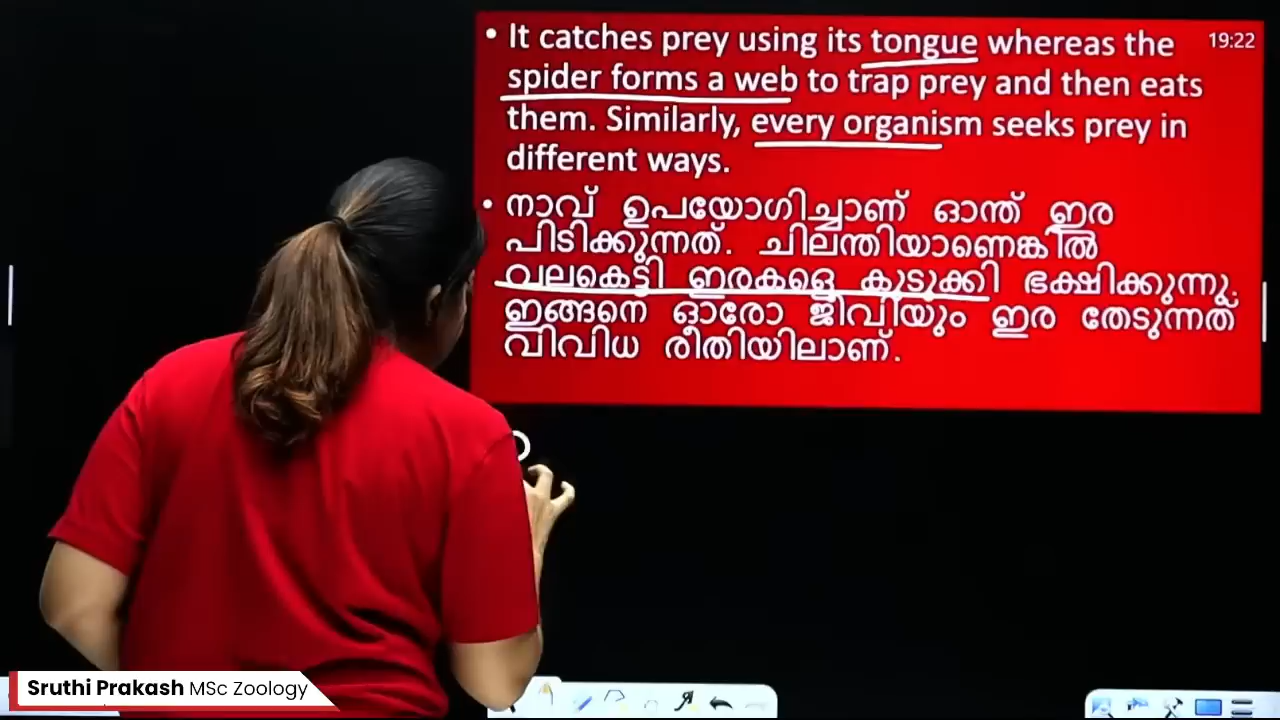 • It catches prey using its tongue whereas the
19:22
spider forms a web to trap prey and then eats
them. Similarly, every organism seeks prey in
different ways.
• നാവ് ഉപയോഗിച്ചാണ് ഓന്ത് ഇര
പിടിക്കുന്നത്. ചിലന്തിയാണെങ്കിൽ
വലകെട്ടി ഇരകളെ കുടുക്കി ഭക്ഷിക്കുന്നു.
ഇങ്ങനെ ഓരോ ജീവിയും ഇര തേടുന്നത്
വിവിധ രീതിയിലാണ്.
Sruthi Prakash MSc Zoology